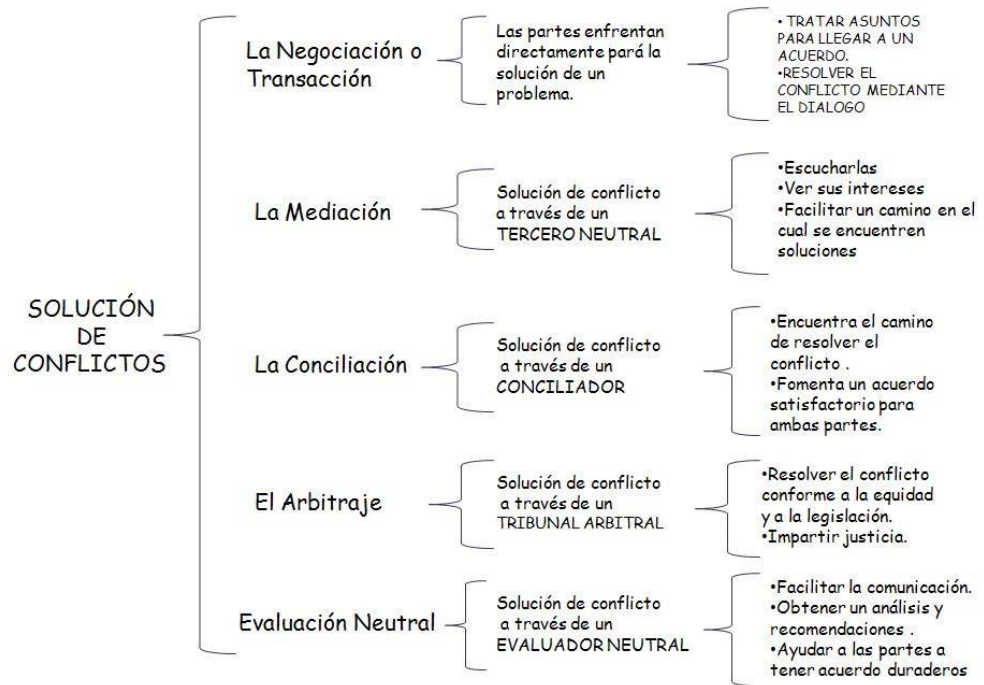 SOLUCIÓN
DE
CONFLICTOS
La Negociación o
Transacción
Las partes enfrentan
directamente pará la
solución de un
problema.
• TRATAR ASUNTOS
PARA LLEGAR A UN
ACUERDO.
•RESOLVER EL
CONFLICTO MEDIANTE
EL DIALOGO
La Mediación
Solución de conflicto
a través de un
TERCERO NEUTRAL
•Escucharlas
•Ver sus intereses
•Facilitar un camino en el
cual se encuentren
soluciones
La Conciliación
Solución de conflicto
a través de un
CONCILIADOR
•Encuentra el camino
de resolver el
conflicto .
•Fomenta un acuerdo
satisfactorio para
ambas partes.
El Arbitraje
Solución de conflicto
a través de un
TRIBUNAL ARBITRAL
•Resolver el conflicto
conforme a la equidad
y a la legislación.
•Impartir justicia.
Evaluación Neutral
Solución de conflicto
a través de un
EVALUADOR NEUTRAL
•Facilitar la comunicación.
•Obtener un análisis y
recomendaciones .
•Ayudar a las partes a
tener acuerdo duraderos